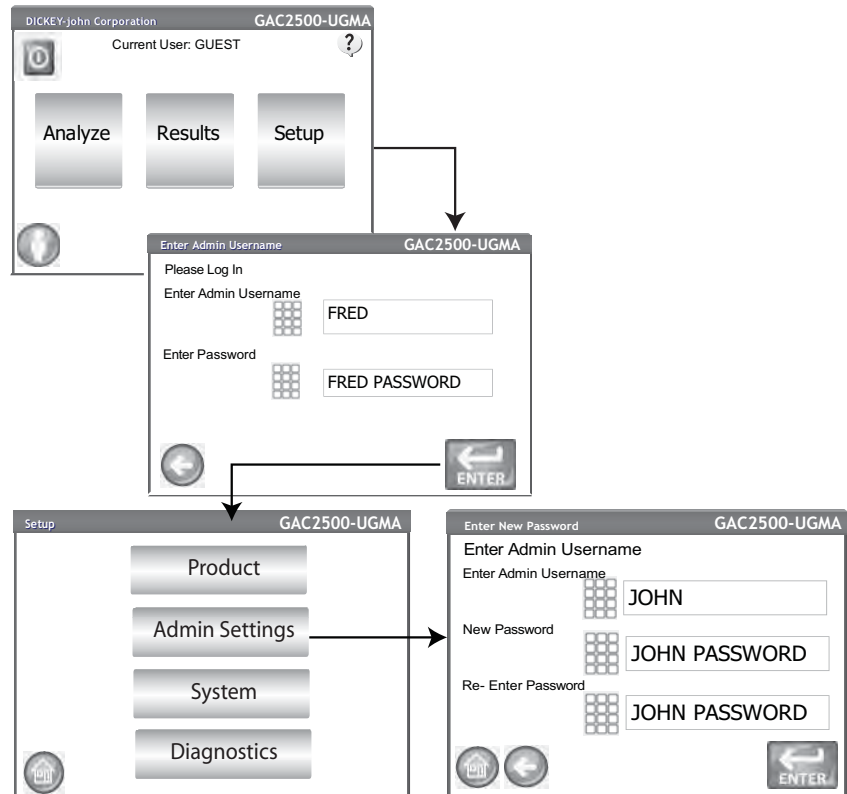 DICKEY-john Corporation GAC2500-UGMA
Current User: GUEST ?
Analyze Results Setup
Enter Admin Username GAC2500-UGMA
Please Log In
Enter Admin Username
FRED
Enter Password
FRED PASSWORD
ENTER
Setup GAC2500-UGMA
Product
Admin Settings
System
Diagnostics
Enter New Password GAC2500-UGMA
Enter Admin Username
Enter Admin Username
JOHN
New Password
JOHN PASSWORD
Re- Enter Password
JOHN PASSWORD
ENTER